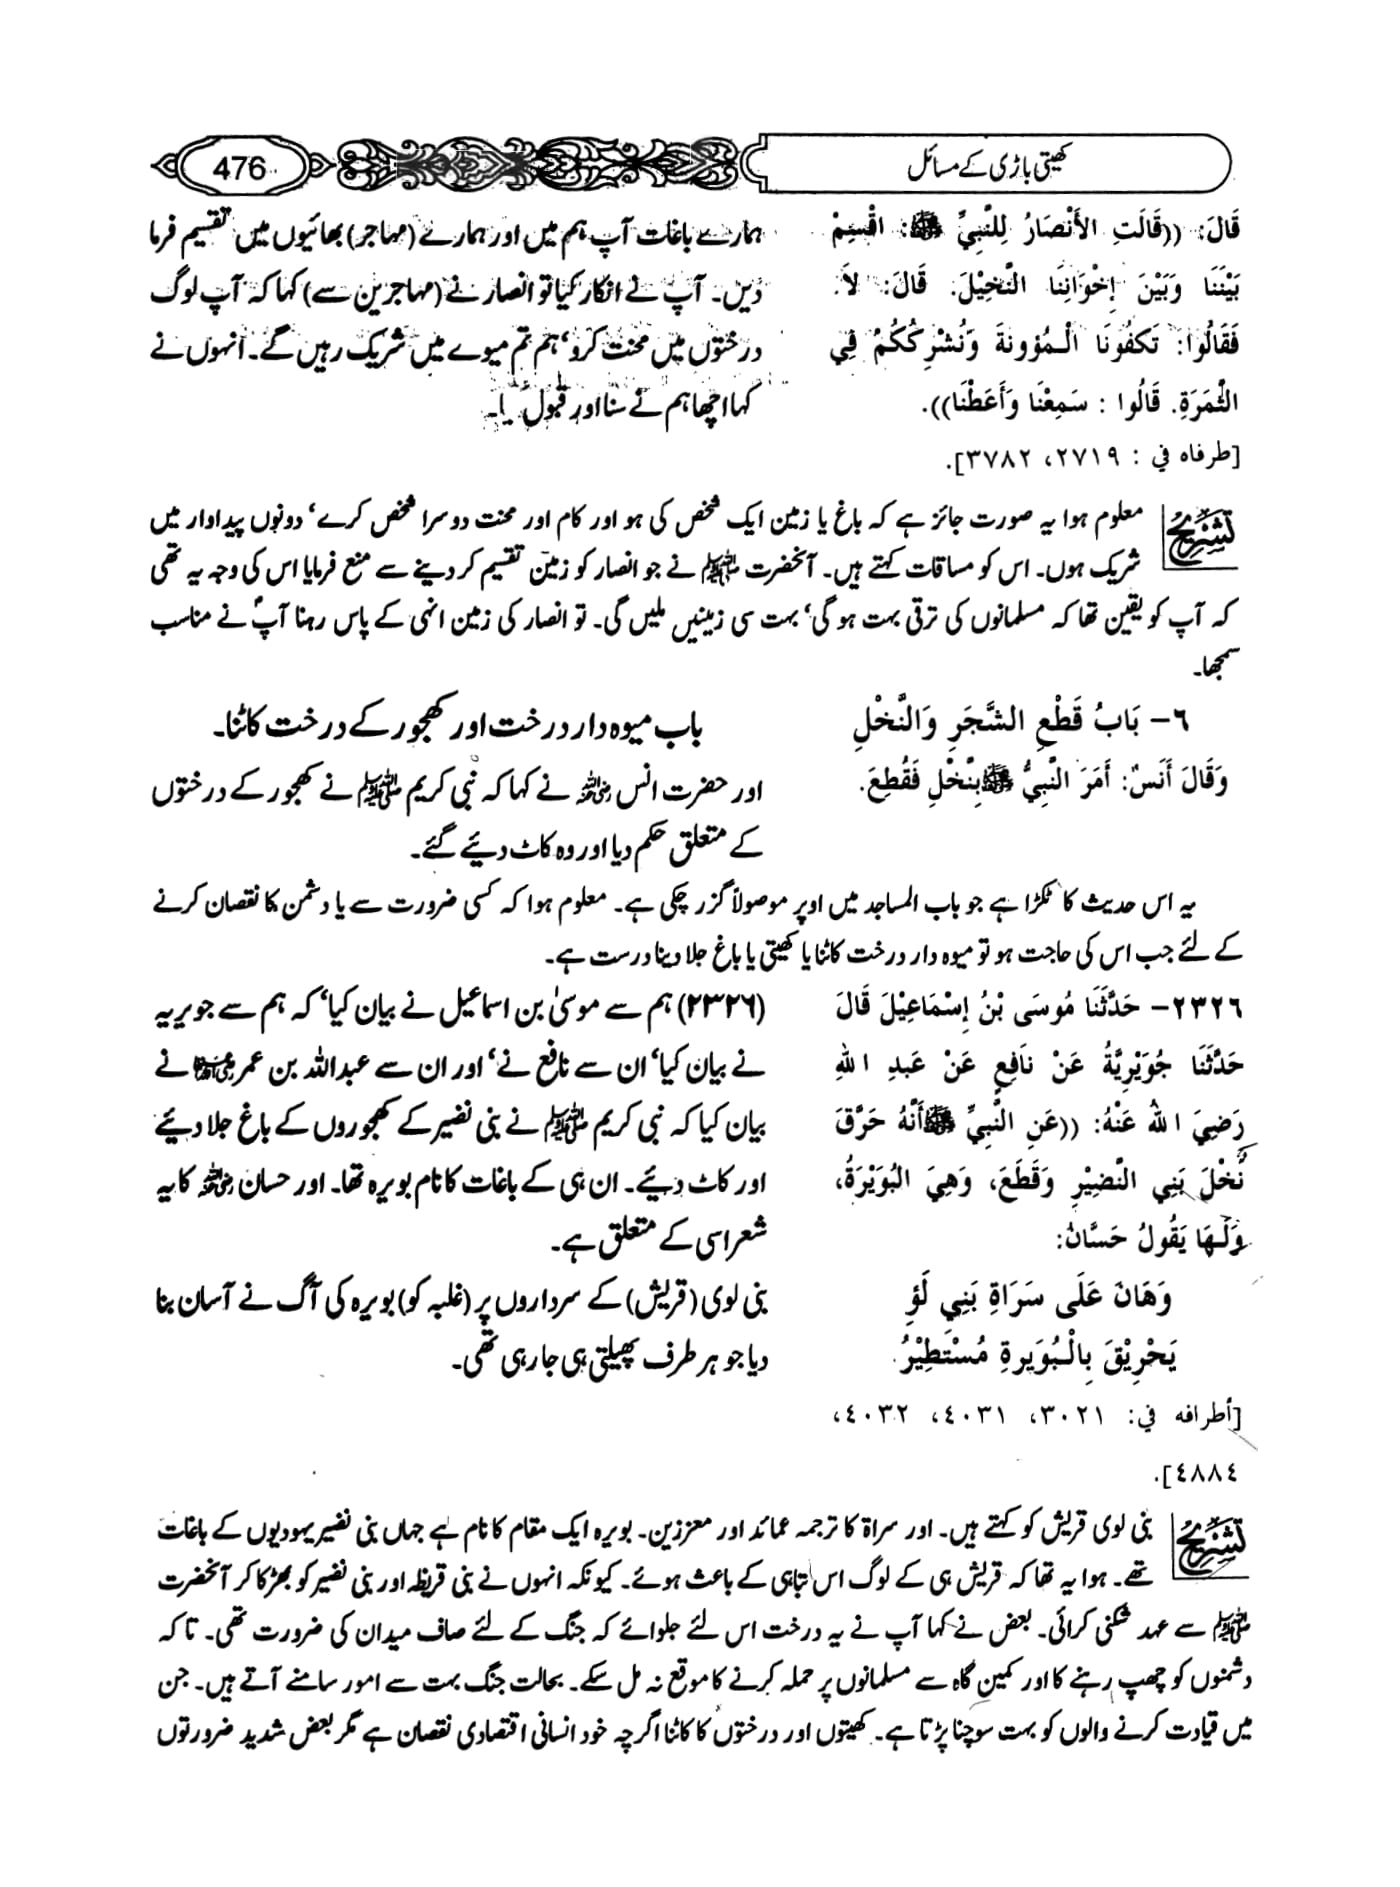 کھیتی باڑی کے مسائل
476
قَالَ: ((قَالَتِ الأَنْصَارُ لِلنَّبِيِّ ﷺ: اقْسِمْ
بَيْنَنَا وَبَيْنَ إِخْوَانِنَا النَّخِيْلَ. قَالَ: لاَ.
فَقَالُوا: تَكفُونَا الْـمُؤونةَ وَنُشْرِكُكُمْ فِي
الثَّمَرَةِ. قَالُوا : سَمِعْنَا وَأَعَطْنَا)).
[طرفاه في : ٢٧١٩، ٣٧٨٢].
ہمارے باغات آپ ہم میں اور ہمارے (مہاجر) بھائیوں میں تقسیم فرما
دیں۔ آپ نے انکار کیا تو انصار نے (مہاجرین سے) کہا کہ آپ لوگ
درختوں میں محنت کرو‘ ہم تم میوے میں شریک رہیں گے۔ انہوں نے
کہا اچھا ہم نے سنا اور قبول کیا۔
تشریح معلوم ہوا یہ صورت جائز ہے کہ باغ یا زمین ایک شخص کی ہو اور کام اور محنت دوسرا شخص کرے‘ دونوں پیداوار میں
شریک ہوں۔ اس کو مساقات کہتے ہیں۔ آنحضرت ﷺ نے جو انصار کو زمین تقسیم کر دینے سے منع فرمایا اس کی وجہ یہ تھی
کہ آپ کو یقین تھا کہ مسلمانوں کی ترقی بہت ہو گی‘ بہت سی زمینیں ملیں گی۔ تو انصار کی زمین انہی کے پاس رہنا آپؐ نے مناسب
سمجھا۔
٦- بَابُ قَطْعِ الشَّجَرِ وَالنَّخْلِ
وَقَالَ أَنَسٌ: أَمَرَ النَّبِيُّ ﷺ بِنَّخْلِ فَقُطِعَ.
باب میوہ دار درخت اور کھجور کے درخت کاٹنا۔
اور حضرت انس رضی اللہ عنہ نے کہا کہ نبی کریم ﷺ نے کھجور کے درختوں
کے متعلق حکم دیا اور وہ کاٹ دیئے گئے۔
یہ اس حدیث کا ٹکڑا ہے جو باب المساجد میں اوپر موصولاً گزر چکی ہے۔ معلوم ہوا کہ کسی ضرورت سے یا دشمن کا نقصان کرنے
کے لئے جب اس کی حاجت ہو تو میوہ دار درخت کاٹنا یا کھیتی یا باغ جلا دینا درست ہے۔
٢٣٢٦- حَدَّثَنَا مُوسَى بْنُ إِسْمَاعِيْلَ قَالَ
حَدَّثَنَا جُوَيْرِيَّةُ عَنْ نَافِعٍ عَنْ عَبدِ اللهِ
رَضِيَ اللهُ عَنْهُ: ((عَنِ النَّبِيِّ ﷺ أَنَّهُ حَرَّقَ
نَخْلَ بَنِي النَّضِيْرِ وَقَطَعَ، وَهِيَ الْبُوَيْرَةُ،
وَلَهَا يَقُولُ حَسَّانُ:
وَهَانَ عَلَى سَرَاةِ بَنِي لُؤَ
يَحْرِيْقَ بِالْبُوَيرةِ مُسْتَطِيْرُ
[أطرافه في: ٣٠٢١، ٤٠٣١، ٤٠٣٢،
٤٨٨٤].
(۲۳۲۶) ہم سے موسیٰ بن اسماعیل نے بیان کیا‘ کہ ہم سے جویریہ
نے بیان کیا‘ ان سے نافع نے‘ اور ان سے عبداللہ بن عمر رضی اللہ عنہما نے
بیان کیا کہ نبی کریم ﷺ نے بنی نضیر کے کھجوروں کے باغ جلا دیئے
اور کاٹ دیئے۔ ان ہی کے باغات کا نام بویرہ تھا۔ اور حسان رضی اللہ عنہ کا یہ
شعر اسی کے متعلق ہے۔
بنی لوی (قریش) کے سرداروں پر (غلبہ کو) بویرہ کی آگ نے آسان بنا
دیا جو ہر طرف پھیلتی ہی جا رہی تھی۔
تشریح بنی لوی قریش کو کہتے ہیں۔ اور سراۃ کا ترجمہ عمائد اور معززین۔ بویرہ ایک مقام کا نام ہے جہاں بنی نضیر یہودیوں کے باغات
تھے۔ ہوا یہ تھا کہ قریش ہی کے لوگ اس تباہی کے باعث ہوئے۔ کیونکہ انہوں نے بنی قریظہ اور بنی نضیر کو بھڑکا کر آنحضرت
ﷺ سے عہد شکنی کرائی۔ بعض نے کہا آپ نے یہ درخت اس لئے جلوائے کہ جنگ کے لئے صاف میدان کی ضرورت تھی۔ تا کہ
دشمنوں کو چھپ رہنے کا اور کمین گاہ سے مسلمانوں پر حملہ کرنے کا موقع نہ مل سکے۔ بحالت جنگ بہت سے امور سامنے آتے ہیں۔ جن
میں قیادت کرنے والوں کو بہت سوچنا پڑتا ہے۔ کھیتوں اور درختوں کا کاٹنا اگرچہ خود انسانی اقتصادی نقصان ہے مگر بعض شدید ضرورتوں